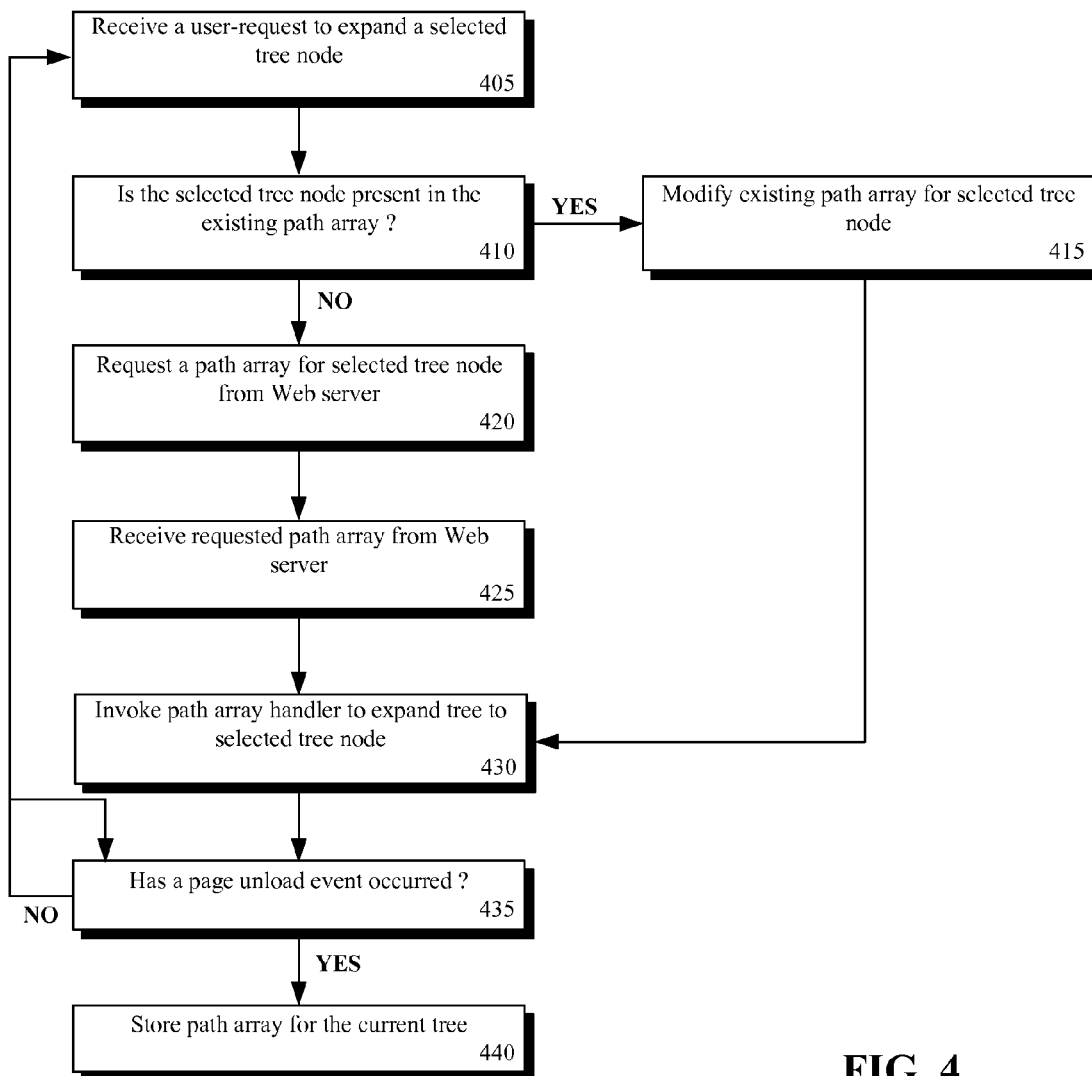 Receive a user-request to expand a selected
tree node
405
Is the selected tree node present in the
existing path array ?
410
YES
Modify existing path array for selected tree
node
415
NO
Request a path array for selected tree node
from Web server
420
Receive requested path array from Web
server
425
Invoke path array handler to expand tree to
selected tree node
430
Has a page unload event occurred ?
435
NO
YES
Store path array for the current tree
440
FIG. 4